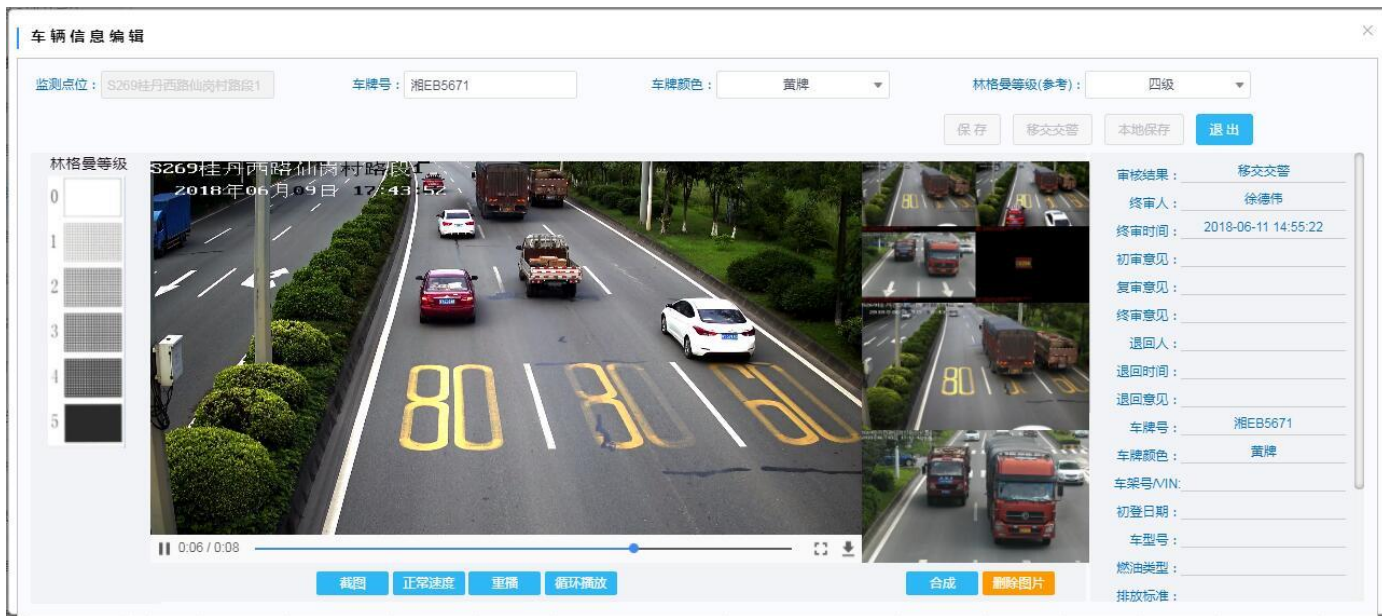 车辆信息编辑
监测点位： S269桂丹西路仙岗村路段1 车牌号： 湘EB5671 车牌颜色： 黄牌 林格曼等级(参考)： 四级
保存 移交交警 本地保存 退出
林格曼等级
0
1
2
3
4
5
S269桂丹西路仙岗村路段1
2018年06月09日 17:43:52
80 80 60
80
审核结果： 移交交警
终审人： 徐德伟
终审时间： 2018-06-11 14:55:22
初审意见：
复审意见：
终审意见：
退回人：
退回时间：
退回意见：
车牌号： 湘EB5671
车牌颜色： 黄牌
车架号/VIN:
初登日期：
车型号：
燃油类型：
排放标准：
0:06 / 0:08
截图 正常速度 重播 循环播放 合成 删除图片